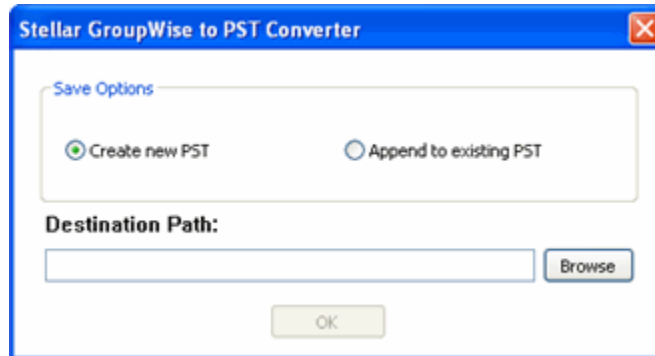 Stellar GroupWise to PST Converter
Save Options
Create new PST Append to existing PST
Destination Path:
Browse
OK